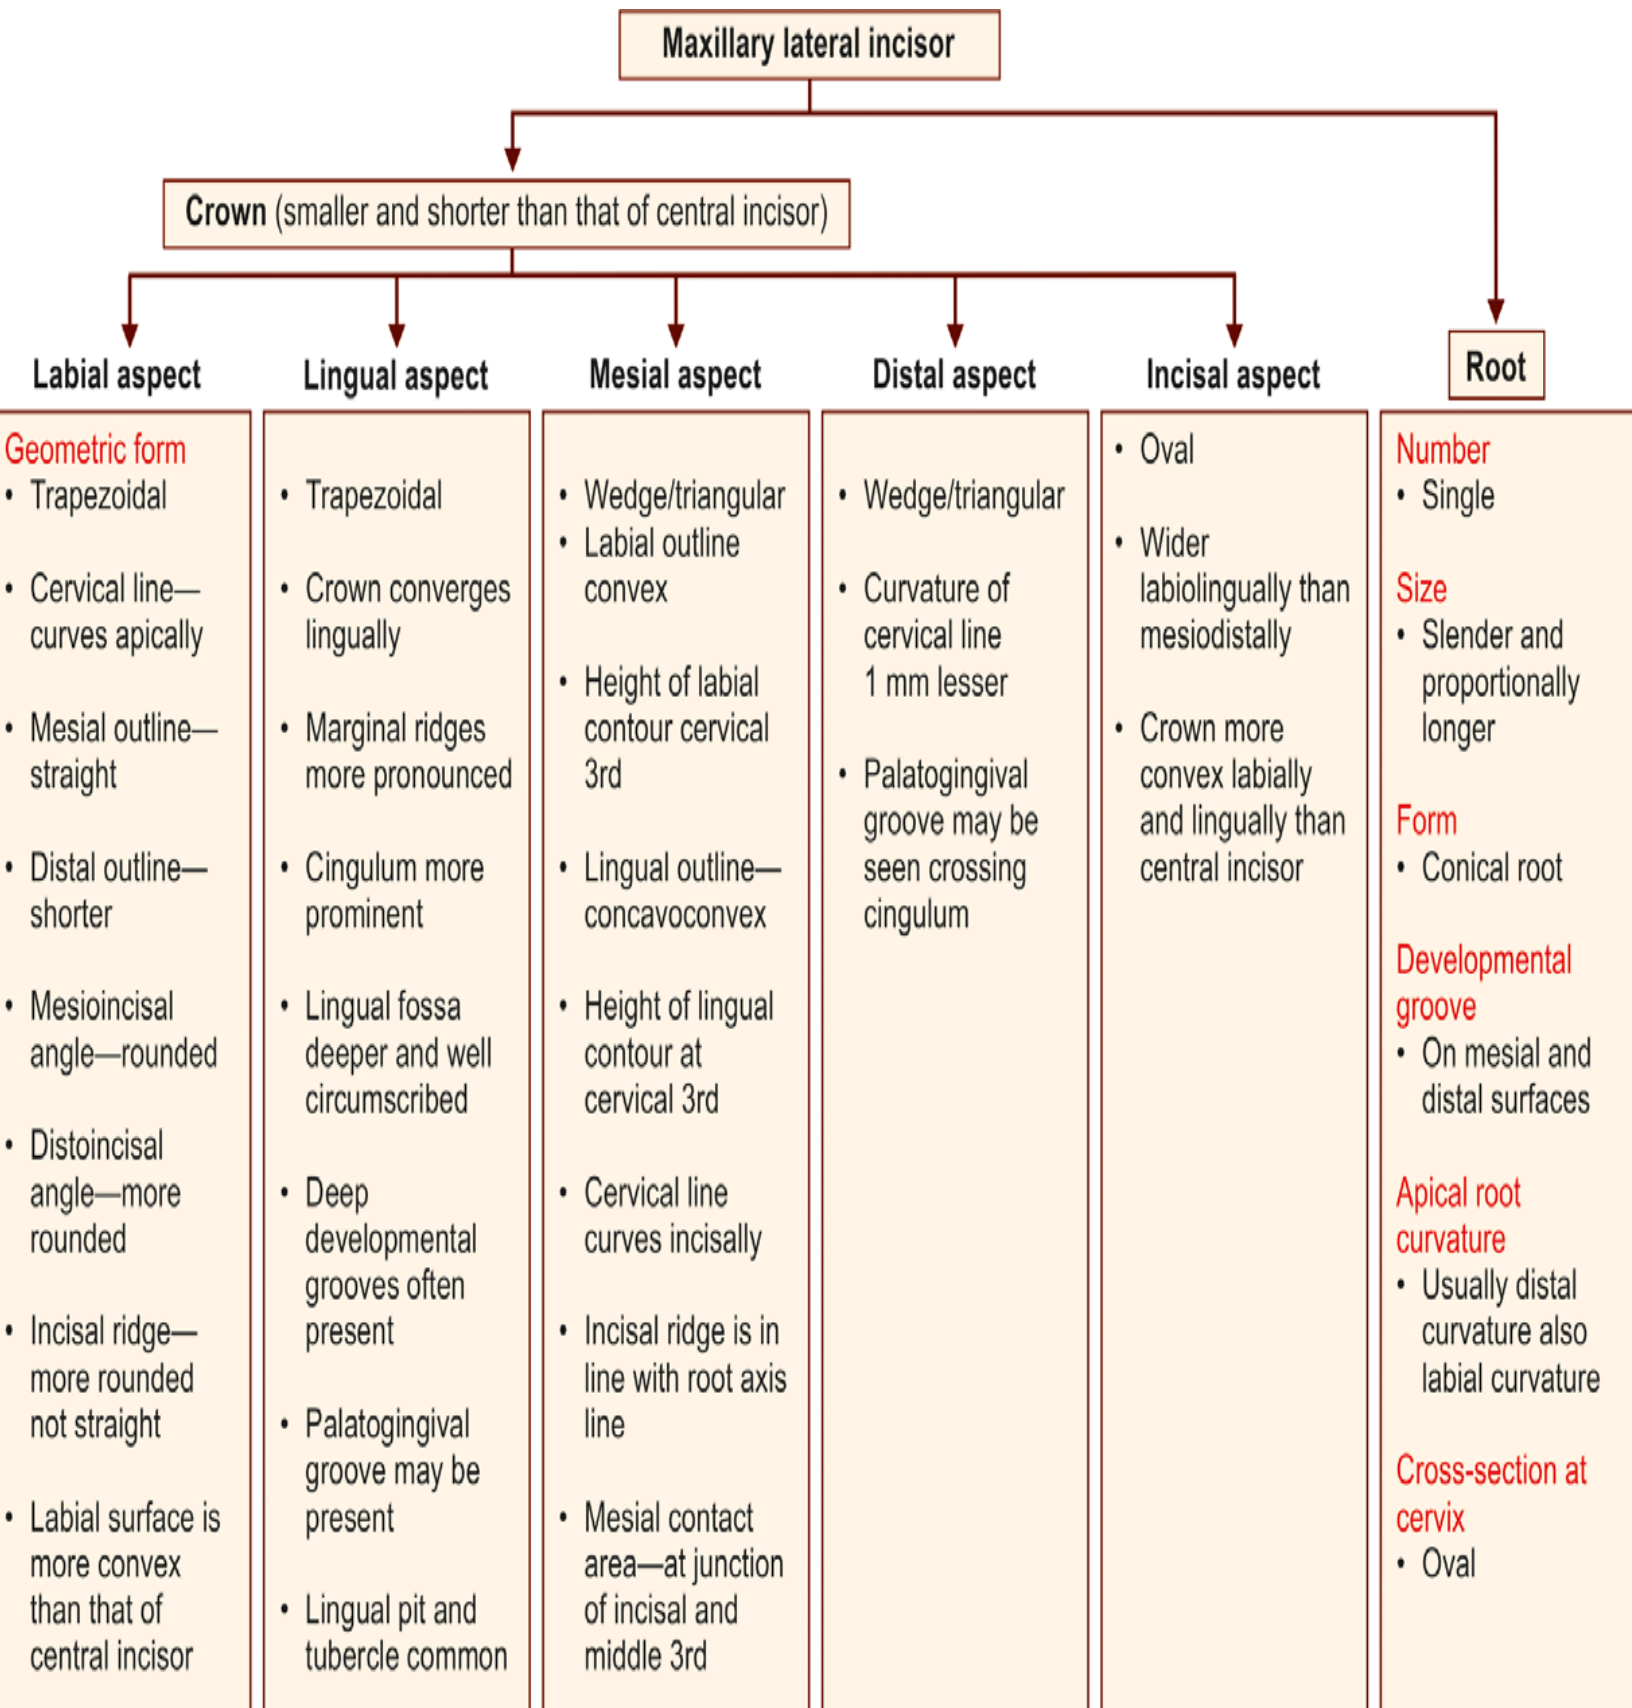 Maxillary lateral incisor
Crown (smaller and shorter than that of central incisor)
Labial aspect
Geometric form
• Trapezoidal
• Cervical line—
curves apically
• Mesial outline—
straight
• Distal outline—
shorter
• Mesioincisal
angle—rounded
• Distoincisal
angle—more
rounded
• Incisal ridge—
more rounded
not straight
• Labial surface is
more convex
than that of
central incisor
Lingual aspect
• Trapezoidal
• Crown converges
lingually
• Marginal ridges
more pronounced
• Cingulum more
prominent
• Lingual fossa
deeper and well
circumscribed
• Deep
developmental
grooves often
present
• Palatogingival
groove may be
present
• Lingual pit and
tubercle common
Mesial aspect
• Wedge/triangular
• Labial outline
convex
• Height of labial
contour cervical
3rd
• Lingual outline—
concavoconvex
• Height of lingual
contour at
cervical 3rd
• Cervical line
curves incisally
• Incisal ridge is in
line with root axis
line
• Mesial contact
area—at junction
of incisal and
middle 3rd
Distal aspect
• Wedge/triangular
• Curvature of
cervical line
1 mm lesser
• Palatogingival
groove may be
seen crossing
cingulum
Incisal aspect
• Oval
• Wider
labiolingually than
mesiodistally
• Crown more
convex labially
and lingually than
central incisor
Root
Number
• Single
Size
• Slender and
proportionally
longer
Form
• Conical root
Developmental
groove
• On mesial and
distal surfaces
Apical root
curvature
• Usually distal
curvature also
labial curvature
Cross-section at
cervix
• Oval